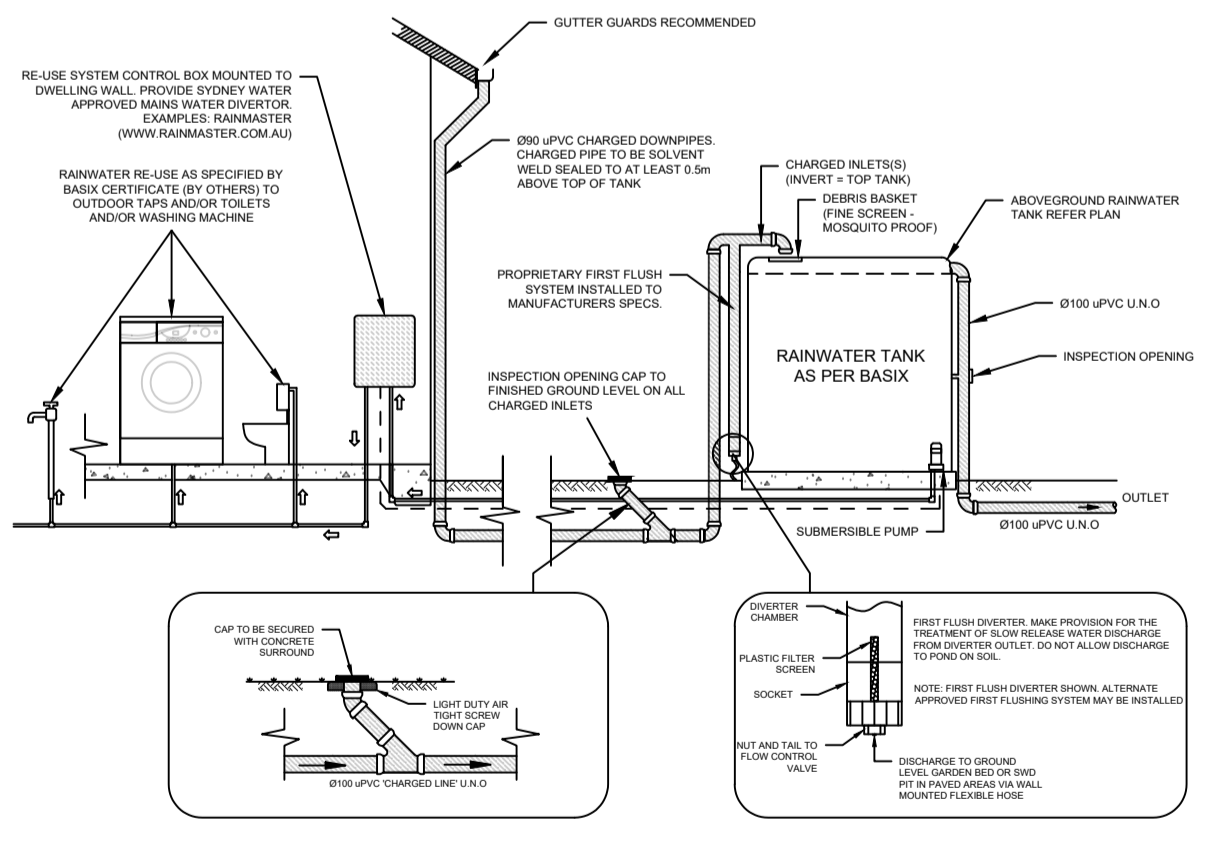 GUTTER GUARDS RECOMMENDED
RE-USE SYSTEM CONTROL BOX MOUNTED TO
DWELLING WALL. PROVIDE SYDNEY WATER
APPROVED MAINS WATER DIVERTOR.
EXAMPLES: RAINMASTER
(WWW.RAINMASTER.COM.AU)
RAINWATER RE-USE AS SPECIFIED BY
BASIX CERTIFICATE (BY OTHERS) TO
OUTDOOR TAPS AND/OR TOILETS
AND/OR WASHING MACHINE
Ø90 uPVC CHARGED DOWNPIPES.
CHARGED PIPE TO BE SOLVENT
WELD SEALED TO AT LEAST 0.5m
ABOVE TOP OF TANK
CHARGED INLETS(S)
(INVERT = TOP TANK)
DEBRIS BASKET
(FINE SCREEN -
MOSQUITO PROOF)
ABOVEGROUND RAINWATER
TANK REFER PLAN
PROPRIETARY FIRST FLUSH
SYSTEM INSTALLED TO
MANUFACTURERS SPECS.
Ø100 uPVC U.N.O
INSPECTION OPENING
RAINWATER TANK
AS PER BASIX
INSPECTION OPENING CAP TO
FINISHED GROUND LEVEL ON ALL
CHARGED INLETS
OUTLET
Ø100 uPVC U.N.O
SUBMERSIBLE PUMP
CAP TO BE SECURED
WITH CONCRETE
SURROUND
LIGHT DUTY AIR
TIGHT SCREW
DOWN CAP
Ø100 uPVC 'CHARGED LINE' U.N.O
DIVERTER
CHAMBER
PLASTIC FILTER
SCREEN
SOCKET
NUT AND TAIL TO
FLOW CONTROL
VALVE
FIRST FLUSH DIVERTER. MAKE PROVISION FOR THE
TREATMENT OF SLOW RELEASE WATER DISCHARGE
FROM DIVERTER OUTLET. DO NOT ALLOW DISCHARGE
TO POND ON SOIL.
NOTE: FIRST FLUSH DIVERTER SHOWN. ALTERNATE
APPROVED FIRST FLUSHING SYSTEM MAY BE INSTALLED
DISCHARGE TO GROUND
LEVEL GARDEN BED OR SWD
PIT IN PAVED AREAS VIA WALL
MOUNTED FLEXIBLE HOSE